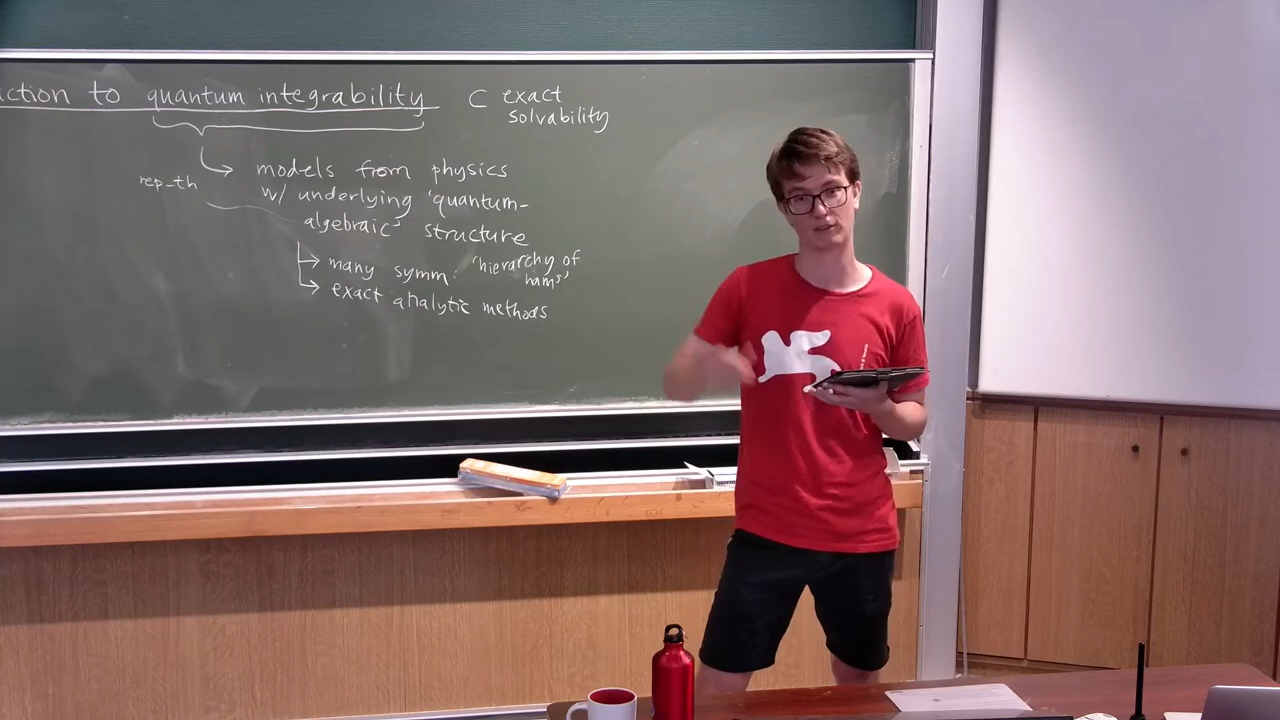 ction to quantum integrability ⊂ exact
solvability
models from physics
rep-th w/ underlying 'quantum-
algebraic' structure
many symm: 'hierarchy of
hams'
exact analytic methods